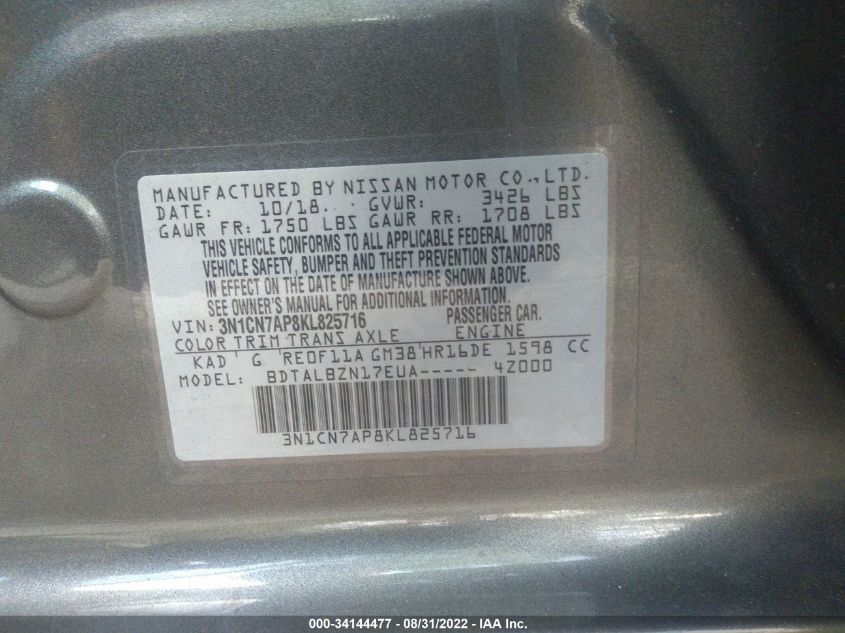 MANUFACTURED BY NISSAN MOTOR CO., LTD.
DATE: 10/18. GVWR: 3426 LBS
GAWR FR: 1750 LBS GAWR RR: 1708 LBS
THIS VEHICLE CONFORMS TO ALL APPLICABLE FEDERAL MOTOR
VEHICLE SAFETY, BUMPER AND THEFT PREVENTION STANDARDS
IN EFFECT ON THE DATE OF MANUFACTURE SHOWN ABOVE.
SEE OWNER'S MANUAL FOR ADDITIONAL INFORMATION.
VIN: 3N1CN7AP8KL825716 PASSENGER CAR.
COLOR TRIM TRANS AXLE ENGINE
KAD ' G 'RE0F11A GM38'HR16DE 1598 CC
MODEL: BDTALBZN17EUA----- 4Z000
3N1CN7AP8KL825716
000-34144477 - 08/31/2022 - IAA Inc.